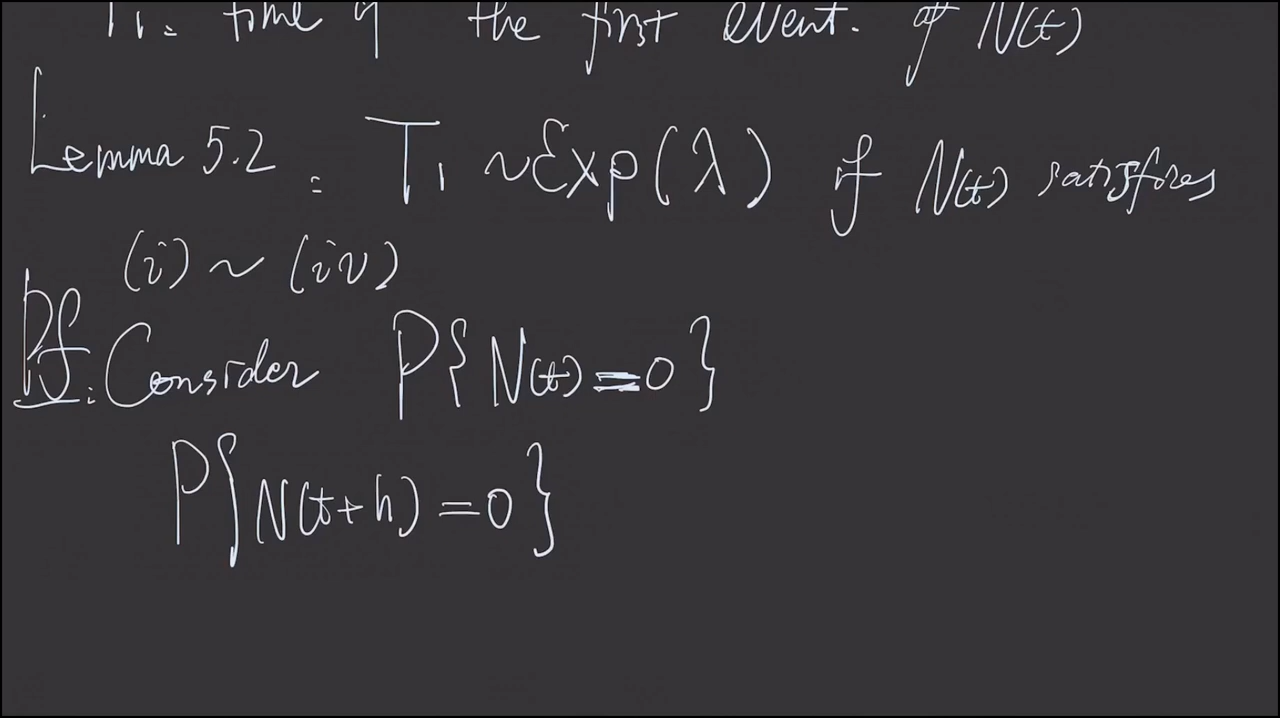 T1 = time of the first event. of N(t)
Lemma 5.2 : T1 ~ Exp(λ) if N(t) satisfies
(i) ~ (iv)
Pf: Consider P{N(t)=0}
P{N(t+h)=0}